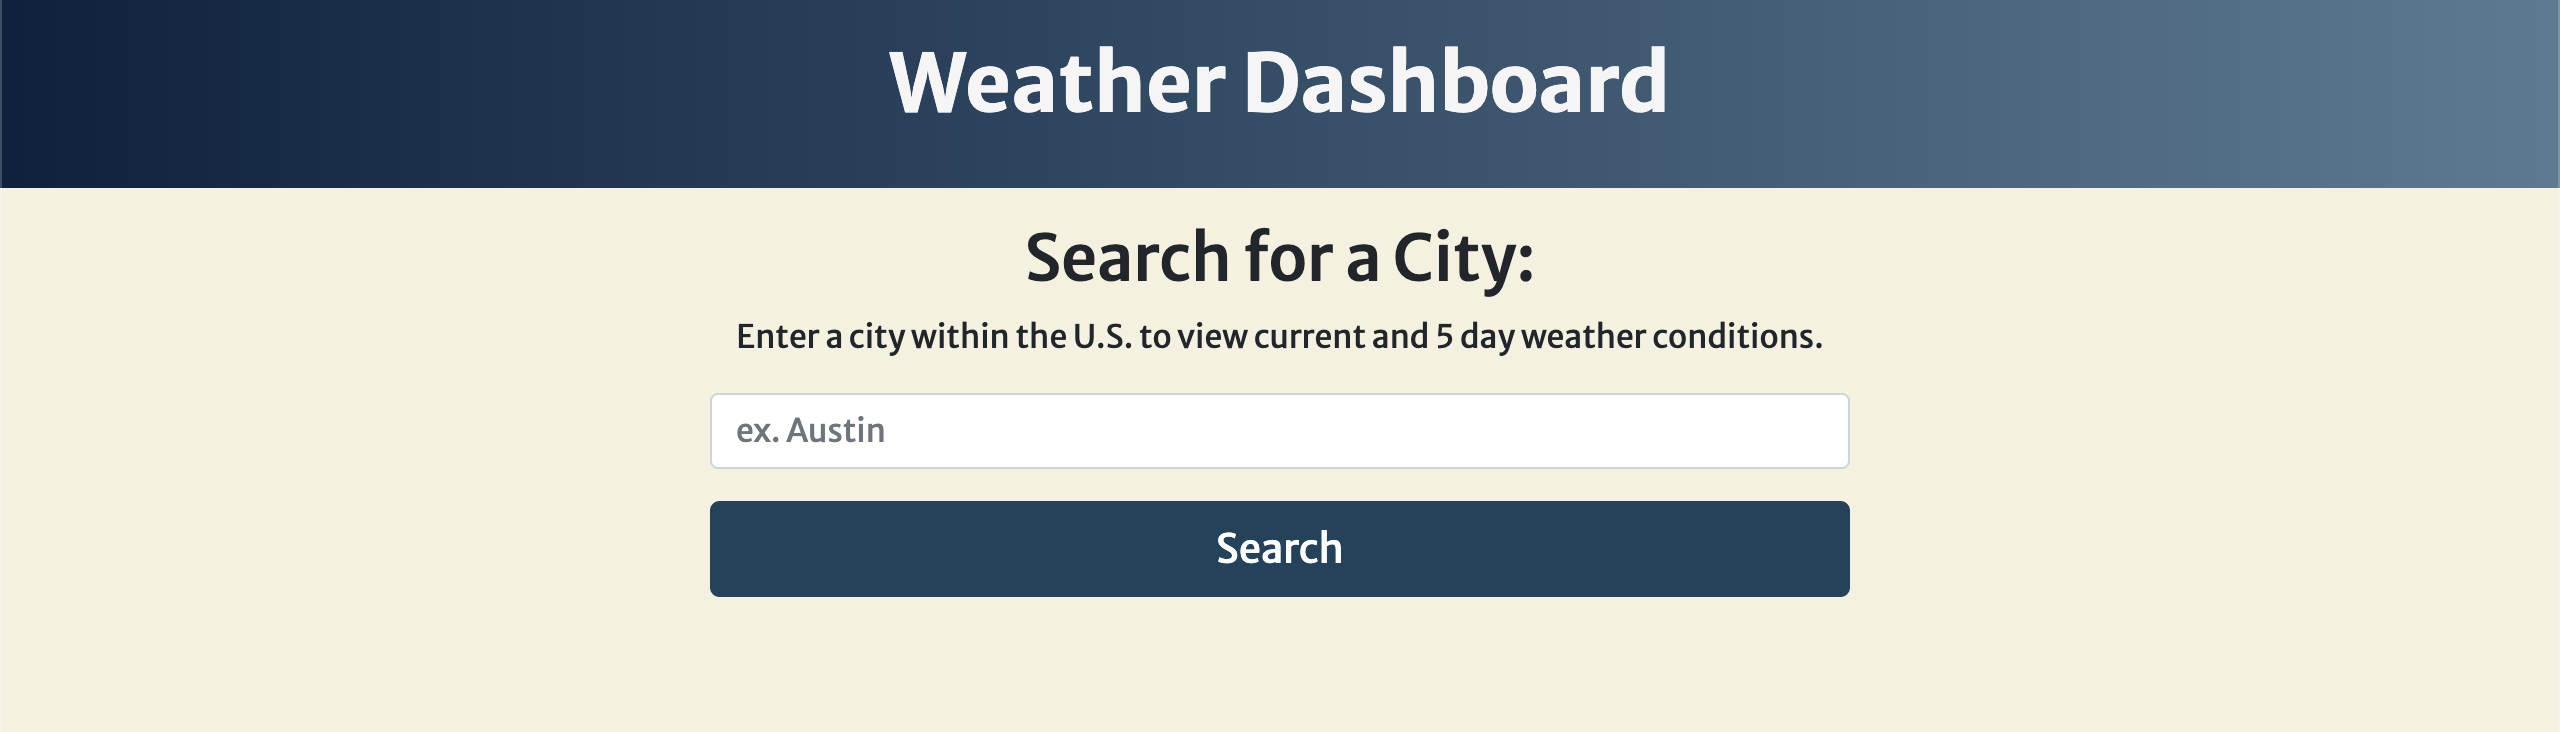 Weather Dashboard
Search for a City:
Enter a city within the U.S. to view current and 5 day weather conditions.
ex. Austin
Search